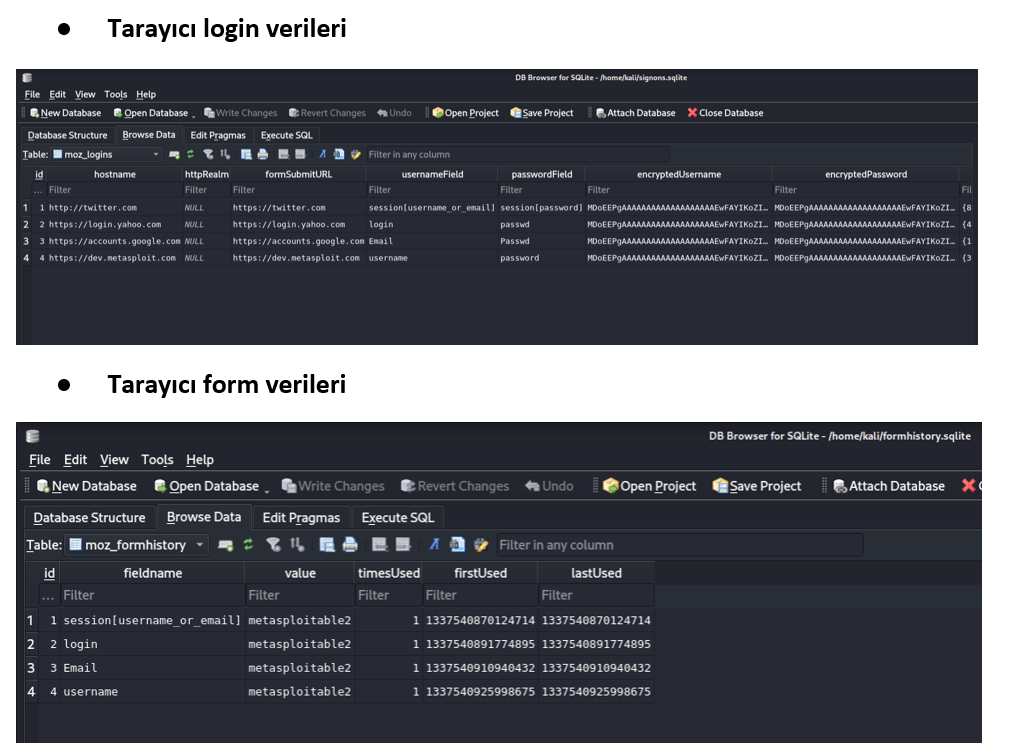 ● Tarayıcı login verileri
DB Browser for SQLite - /home/kali/signons.sqlite
File Edit View Tools Help
New Database Open Database Write Changes Revert Changes Undo Open Project Save Project Attach Database Close Database
Database Structure Browse Data Edit Pragmas Execute SQL
Table: moz_logins Filter in any column
id hostname httpRealm formSubmitURL usernameField passwordField encryptedUsername encryptedPassword
... Filter Filter Filter Filter Filter Filter Filter Fil
1 1 http://twitter.com NULL https://twitter.com session[username_or_email] session[password] MDoEEPgAAAAAAAAAAAAAAAAAAAEwFAYIKoZI… MDoEEPgAAAAAAAAAAAAAAAAAAAEwFAYIKoZI… {8
2 2 https://login.yahoo.com NULL https://login.yahoo.com login passwd MDoEEPgAAAAAAAAAAAAAAAAAAAEwFAYIKoZI… MDoEEPgAAAAAAAAAAAAAAAAAAAEwFAYIKoZI… {4
3 3 https://accounts.google.com NULL https://accounts.google.com Email Passwd MDoEEPgAAAAAAAAAAAAAAAAAAAEwFAYIKoZI… MDoEEPgAAAAAAAAAAAAAAAAAAAEwFAYIKoZI… {1
4 4 https://dev.metasploit.com NULL https://dev.metasploit.com username password MDoEEPgAAAAAAAAAAAAAAAAAAAEwFAYIKoZI… MDoEEPgAAAAAAAAAAAAAAAAAAAEwFAYIKoZI… {3
● Tarayıcı form verileri
DB Browser for SQLite - /home/kali/formhistory.sqlite
File Edit View Tools Help
New Database Open Database Write Changes Revert Changes Undo Open Project Save Project Attach Database
Database Structure Browse Data Edit Pragmas Execute SQL
Table: moz_formhistory Filter in any column
id fieldname value timesUsed firstUsed lastUsed
... Filter Filter Filter Filter Filter
1 1 session[username_or_email] metasploitable2 1 1337540870124714 1337540870124714
2 2 login metasploitable2 1 1337540891774895 1337540891774895
3 3 Email metasploitable2 1 1337540910940432 1337540910940432
4 4 username metasploitable2 1 1337540925998675 1337540925998675